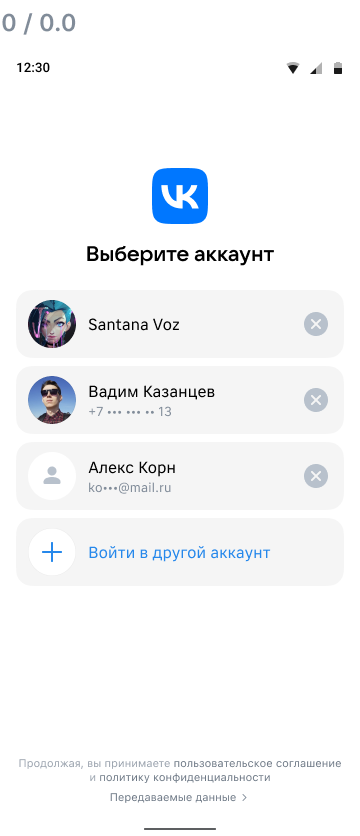 0 / 0.0
12:30
VK
Выберите аккаунт
Santana Voz
Вадим Казанцев
+7 ••• ••• •• 13
Алекс Корн
ko•••@mail.ru
Войти в другой аккаунт
Продолжая, вы принимаете пользовательское соглашение
и политику конфиденциальности
Передаваемые данные